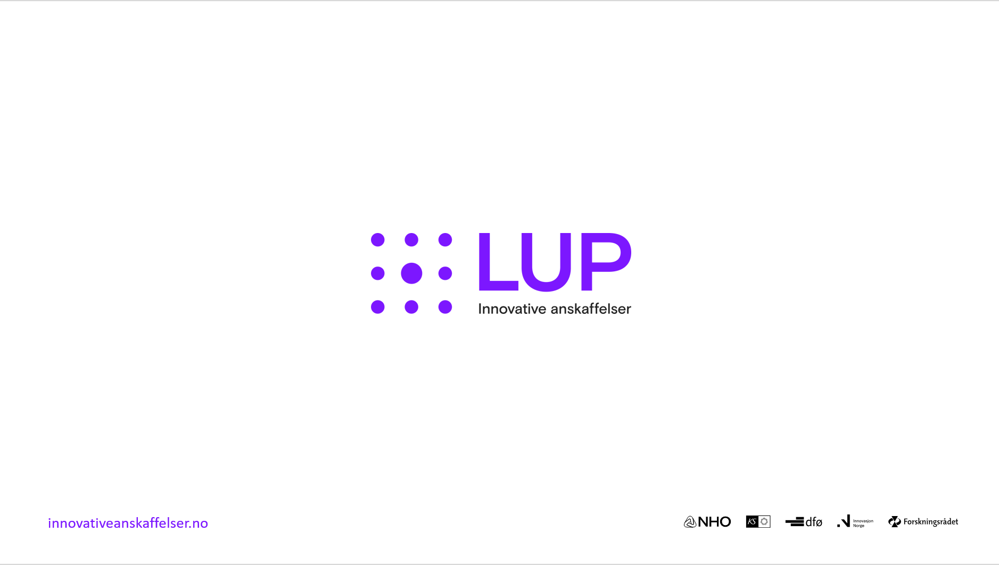 LUP
Innovative anskaffelser
innovativeanskaffelser.no
NHO
KS
dfø
Innovasjon
Norge
Forskningsrådet